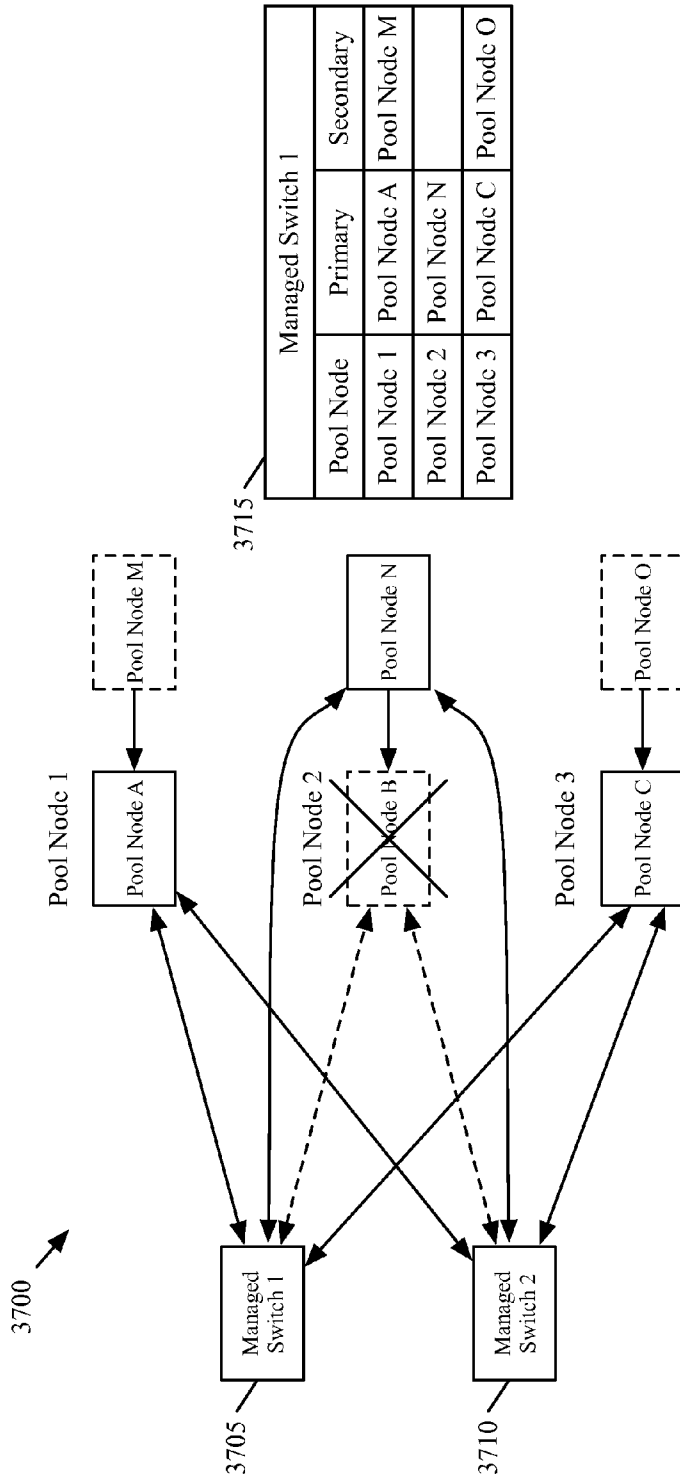 3700
Pool Node 1
Pool Node A
Pool Node M
3705
Managed
Switch 1
Pool Node 2
Pool Node B
Pool Node N
3710
Managed
Switch 2
Pool Node 3
Pool Node C
Pool Node O
3715
Managed Switch 1
Pool Node Primary Secondary
Pool Node 1 Pool Node A Pool Node M
Pool Node 2 Pool Node N
Pool Node 3 Pool Node C Pool Node O